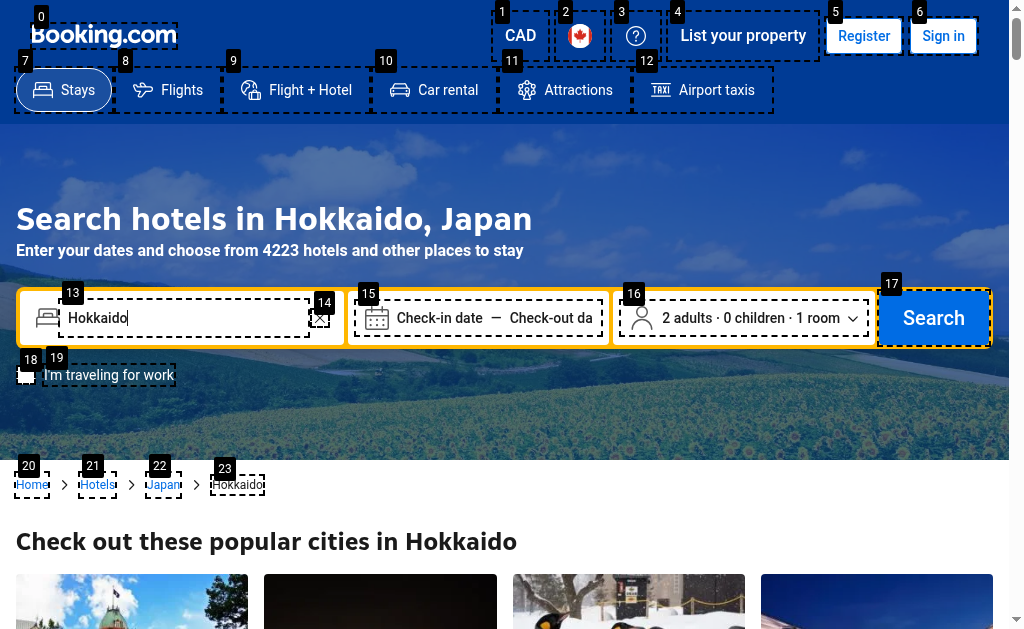 Booking.com
CAD
List your property
Register
Sign in
Stays
Flights
Flight + Hotel
Car rental
Attractions
TAXI
Airport taxis
Search hotels in Hokkaido, Japan
Enter your dates and choose from 4223 hotels and other places to stay
Hokkaido
Check-in date — Check-out da
2 adults · 0 children · 1 room
Search
I'm traveling for work
Home
Hotels
Japan
Hokkaido
Check out these popular cities in Hokkaido
0
1
2
3
4
5
6
7
8
9
10
11
12
13
14
15
16
17
18
19
20
21
22
23